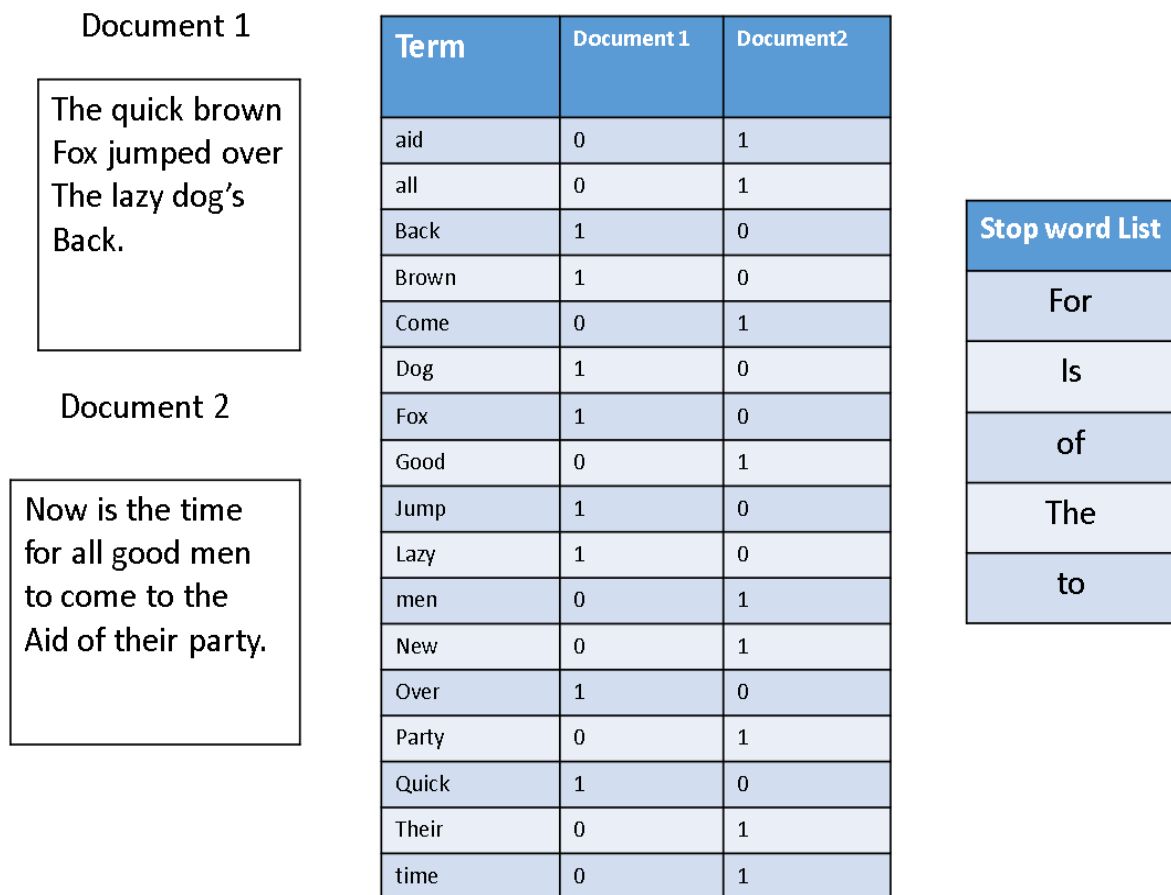 Document 1
The quick brown
Fox jumped over
The lazy dog’s
Back.
Document 2
Now is the time
for all good men
to come to the
Aid of their party.
Term Document 1 Document2
aid 0 1
all 0 1
Back 1 0
Brown 1 0
Come 0 1
Dog 1 0
Fox 1 0
Good 0 1
Jump 1 0
Lazy 1 0
men 0 1
New 0 1
Over 1 0
Party 0 1
Quick 1 0
Their 0 1
time 0 1
Stop word List
For
Is
of
The
to